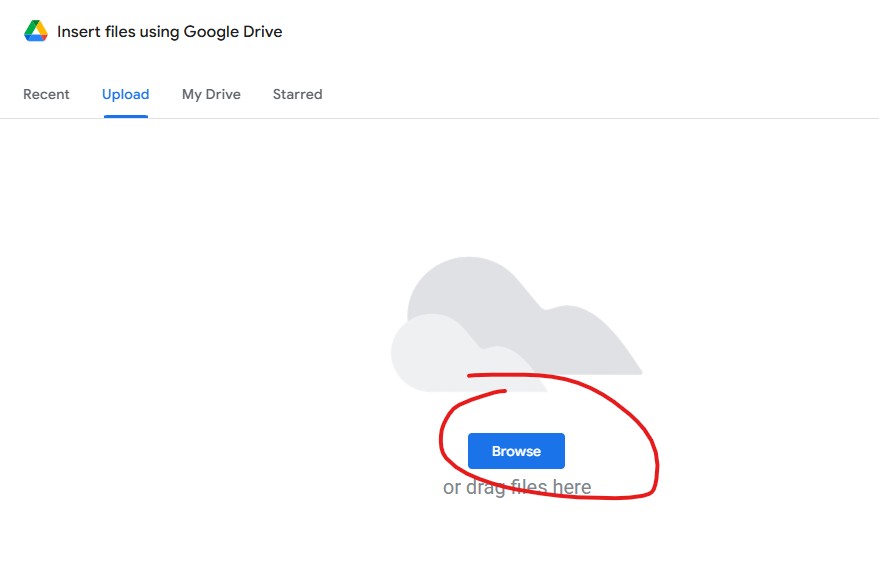 Insert files using Google Drive
Recent Upload My Drive Starred
Browse
or drag files here